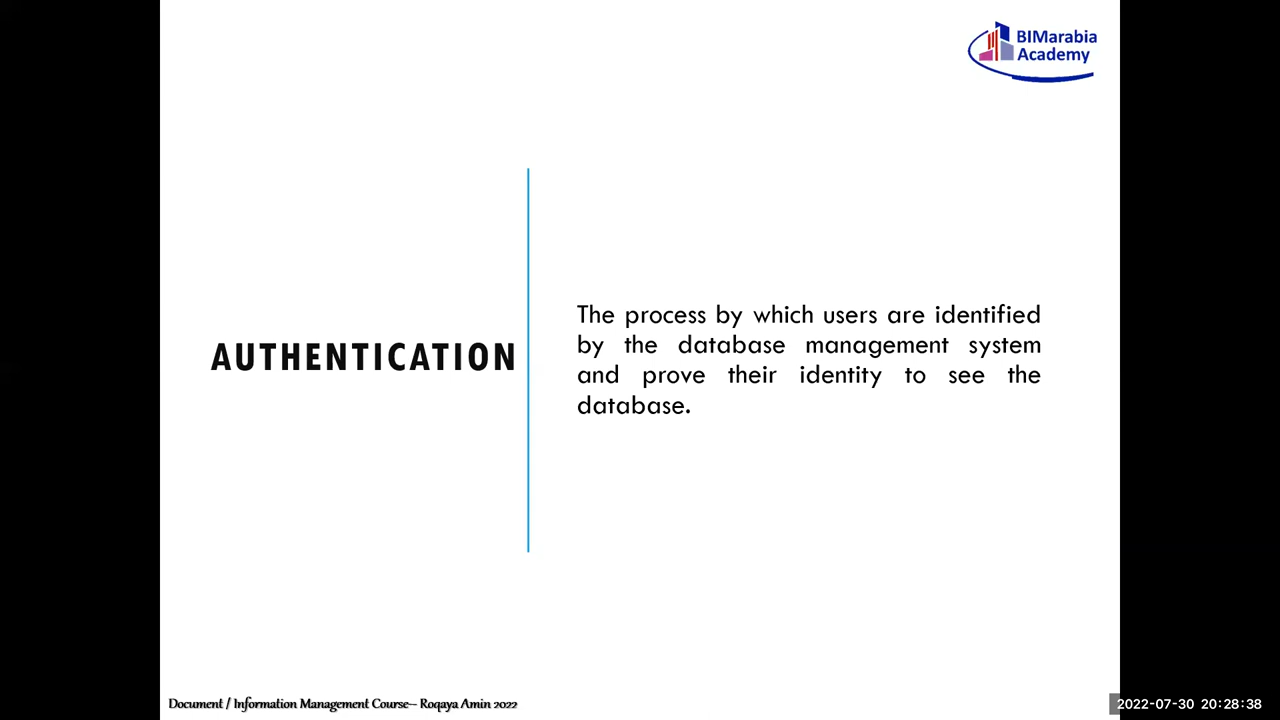 BIMarabia
Academy
AUTHENTICATION
The process by which users are identified
by the database management system
and prove their identity to see the
database.
Document / Information Management Course– Roqaya Amin 2022
2022-07-30 20:28:38